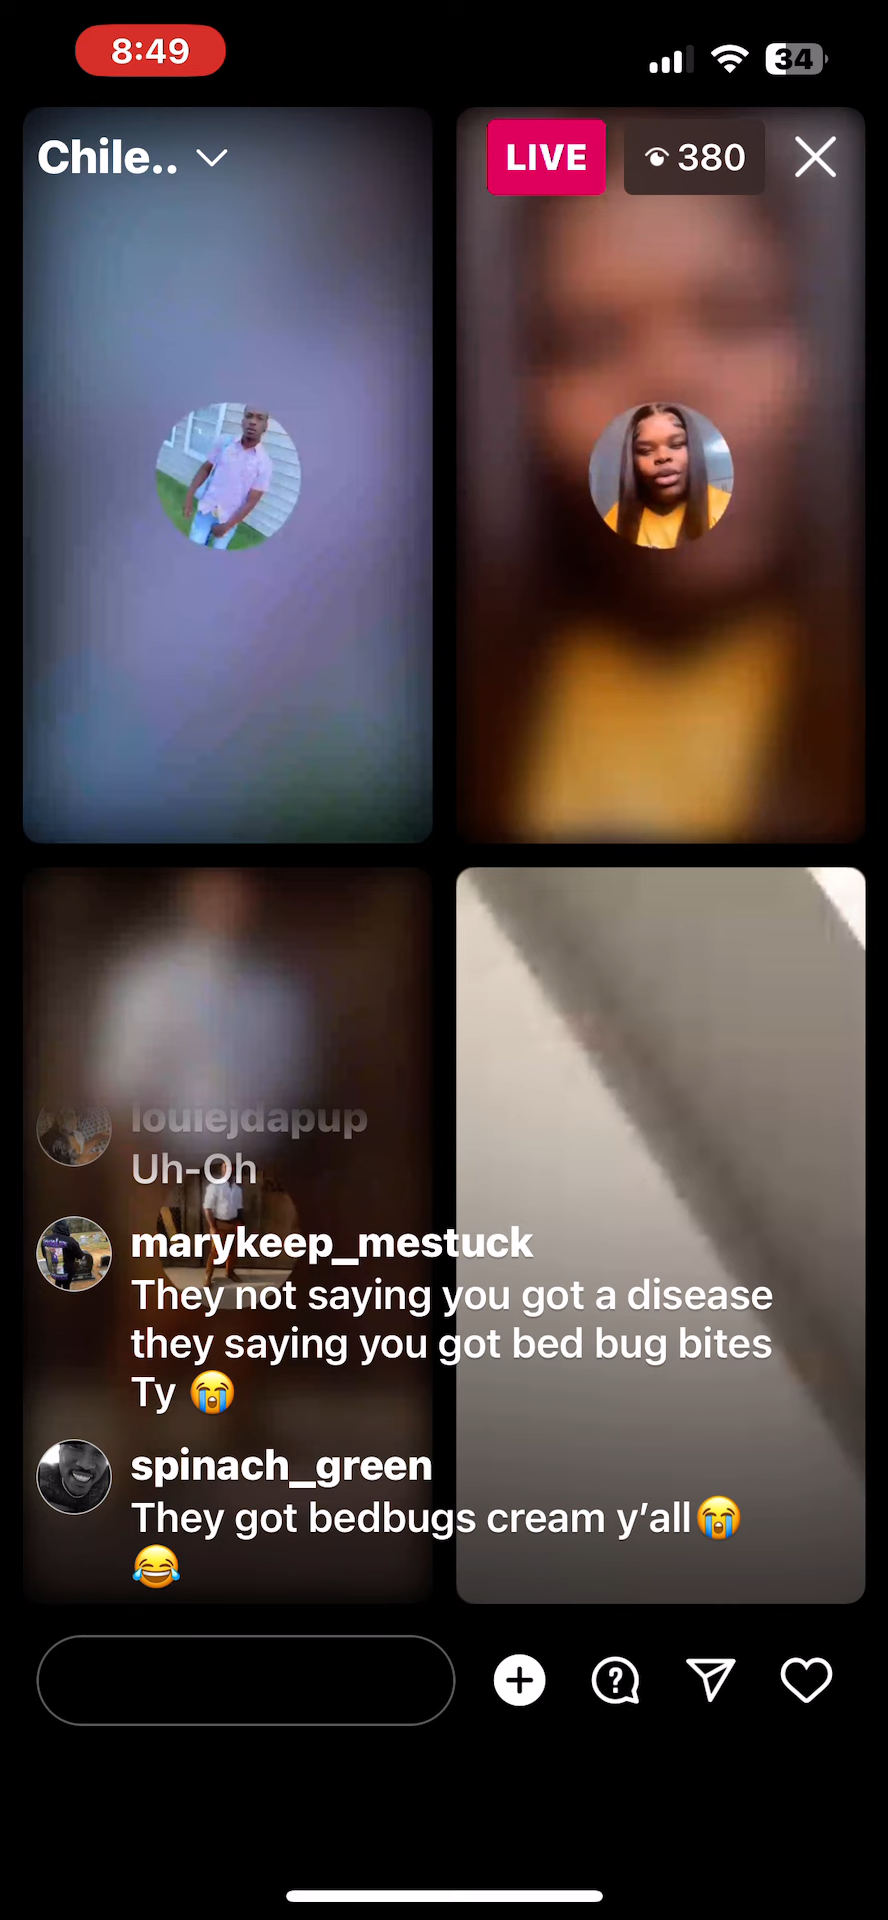 8:49
34
Chile..
LIVE
380
louiejdapup
Uh-Oh
marykeep_mestuck
They not saying you got a disease
they saying you got bed bug bites
Ty 😭
spinach_green
They got bedbugs cream y’all😭
😂